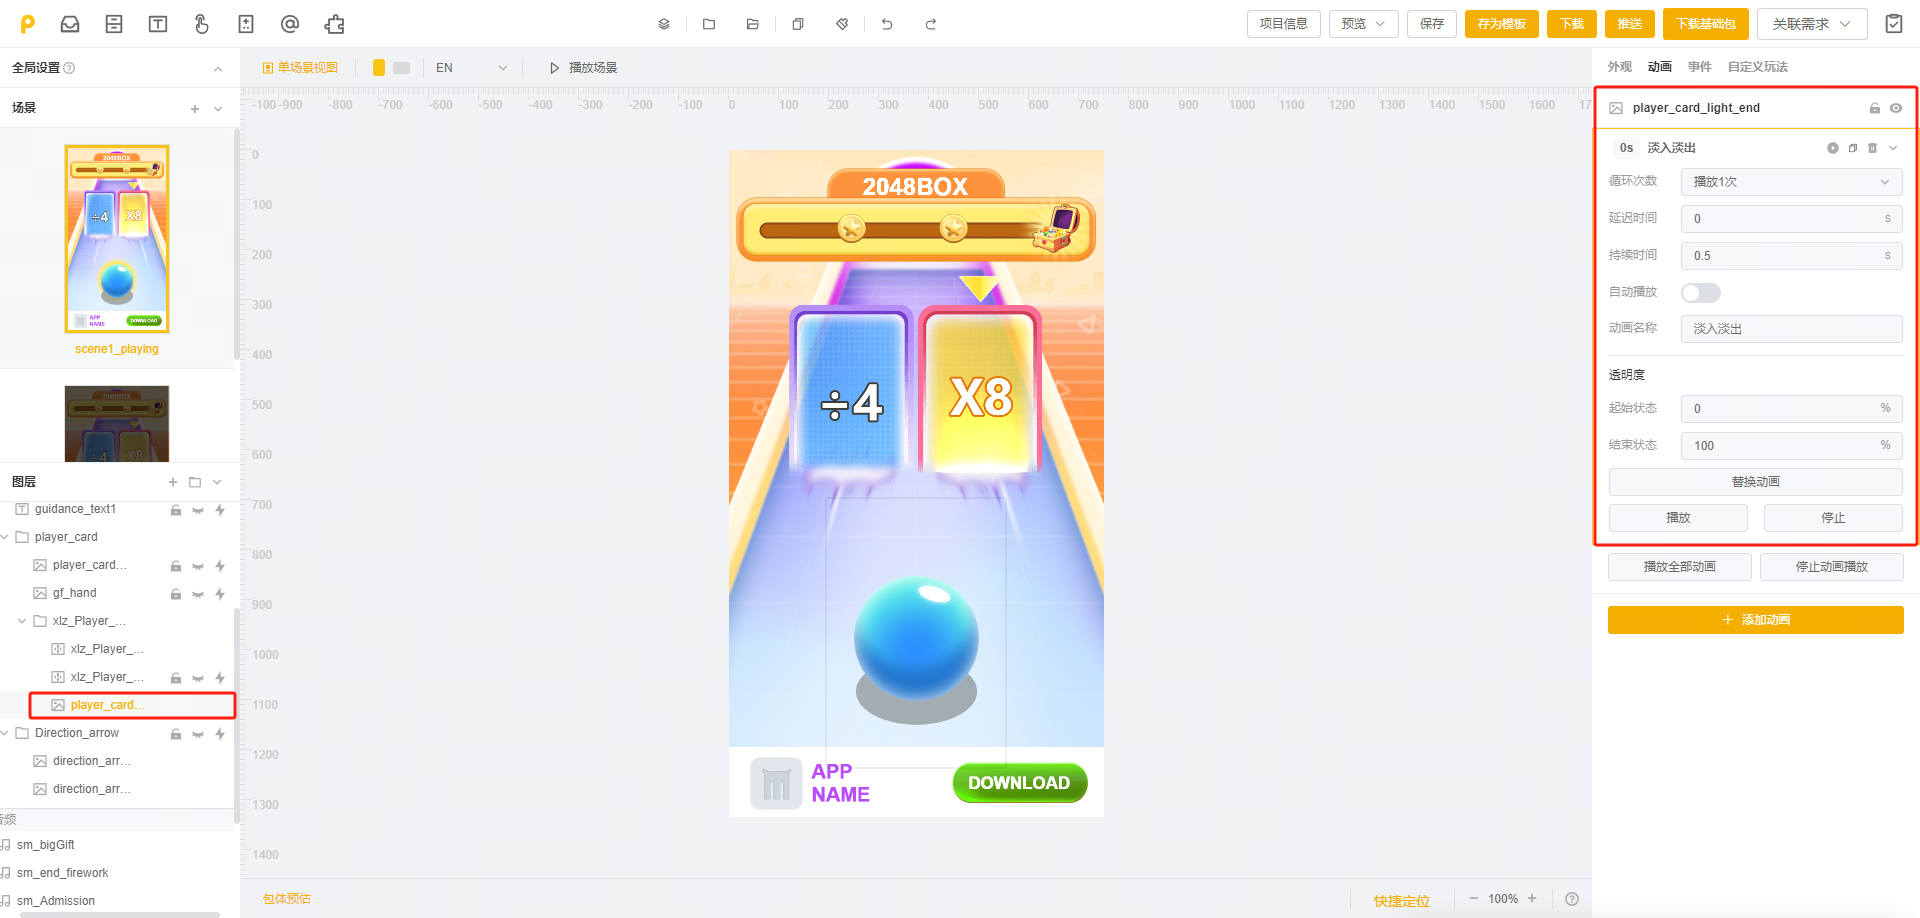 项目信息
预览
保存
存为模板
下载
推送
下载基础包
关联需求
全局设置
单场景视图
EN
播放场景
外观
动画
事件
自定义玩法
场景
-100 -900 -800 -700 -600 -500 -400 -300 -200 -100 0 100 200 300 400 500 600 700 800 900 1000 1100 1200 1300 1400 1500 1600 17
2048BOX
÷4
X8
APP
NAME
DOWNLOAD
scene1_playing
2048BOX
÷4
图层
guidance_text1
player_card
player_card...
gf_hand
xlz_Player_...
xlz_Player_...
xlz_Player_...
player_card...
Direction_arrow
direction_arr...
direction_arr...
音频
sm_bigGift
sm_end_firework
sm_Admission
0
100
200
300
400
500
600
700
800
900
1000
1100
1200
1300
1400
2048BOX
÷4
X8
APP
NAME
DOWNLOAD
包体预估
快捷定位
100%
player_card_light_end
0s 淡入淡出
循环次数 播放1次
延迟时间 0 s
持续时间 0.5 s
自动播放
动画名称 淡入淡出
透明度
起始状态 0 %
结束状态 100 %
替换动画
播放
停止
播放全部动画
停止动画播放
添加动画